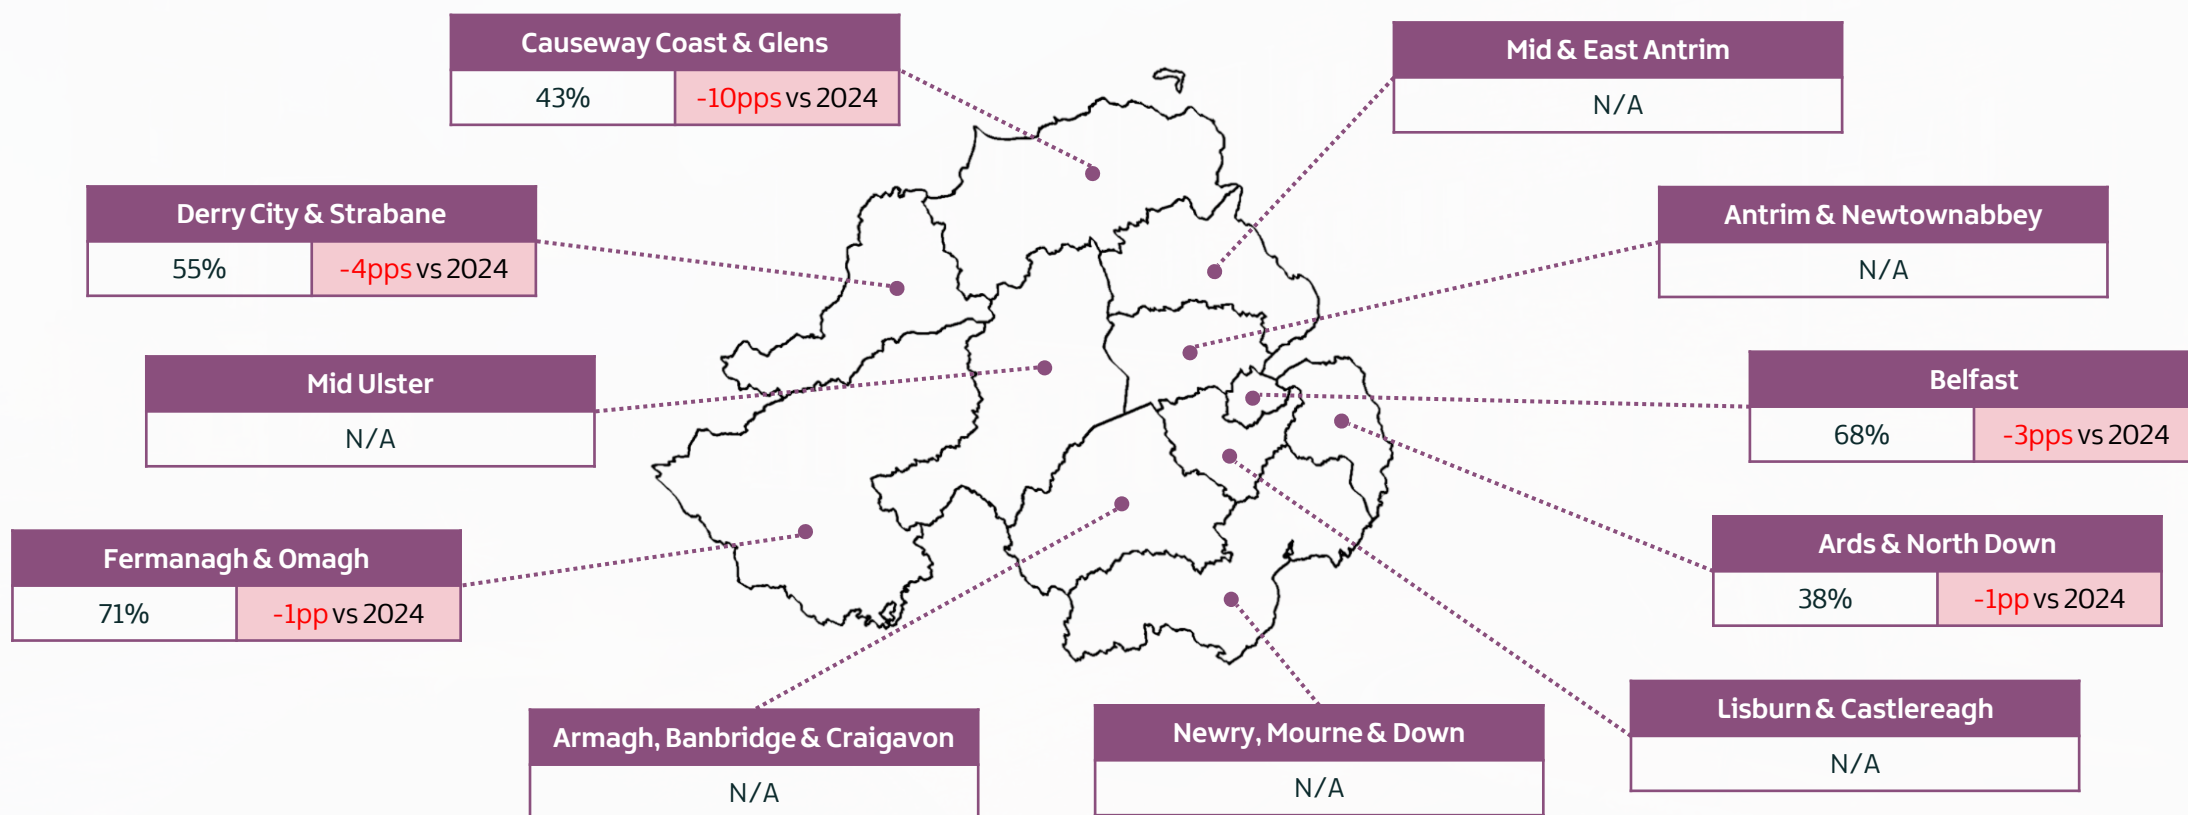 Causeway Coast & Glens
43% -10pps vs 2024
Mid & East Antrim
N/A
Derry City & Strabane
55% -4pps vs 2024
Antrim & Newtownabbey
N/A
Mid Ulster
N/A
Belfast
68% -3pps vs 2024
Fermanagh & Omagh
71% -1pp vs 2024
Ards & North Down
38% -1pp vs 2024
Armagh, Banbridge & Craigavon
N/A
Newry, Mourne & Down
N/A
Lisburn & Castlereagh
N/A